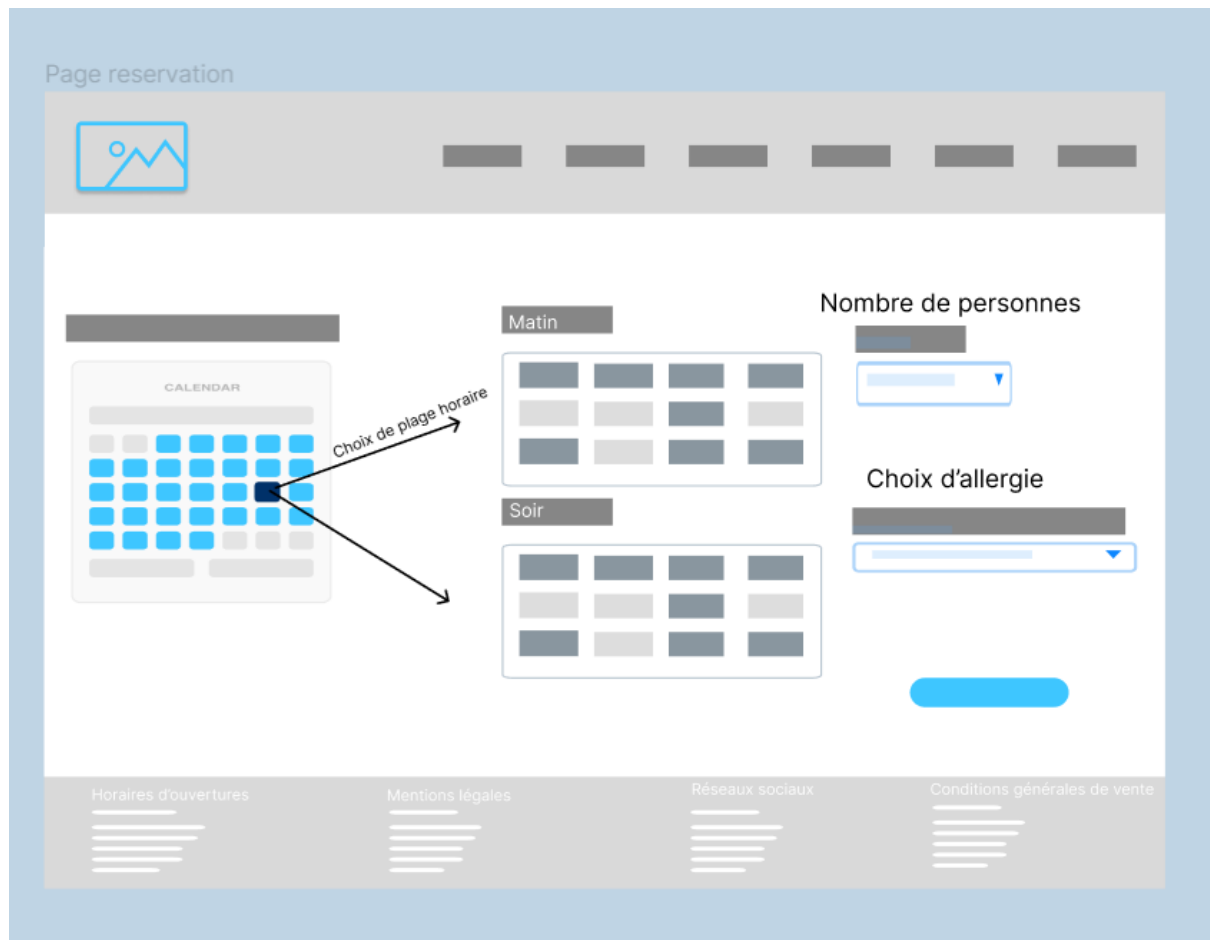 Page reservation
CALENDAR
Choix de plage horaire
Matin
Soir
Nombre de personnes
Choix d'allergie
Horaires d'ouvertures
Mentions légales
Réseaux sociaux
Conditions générales de vente